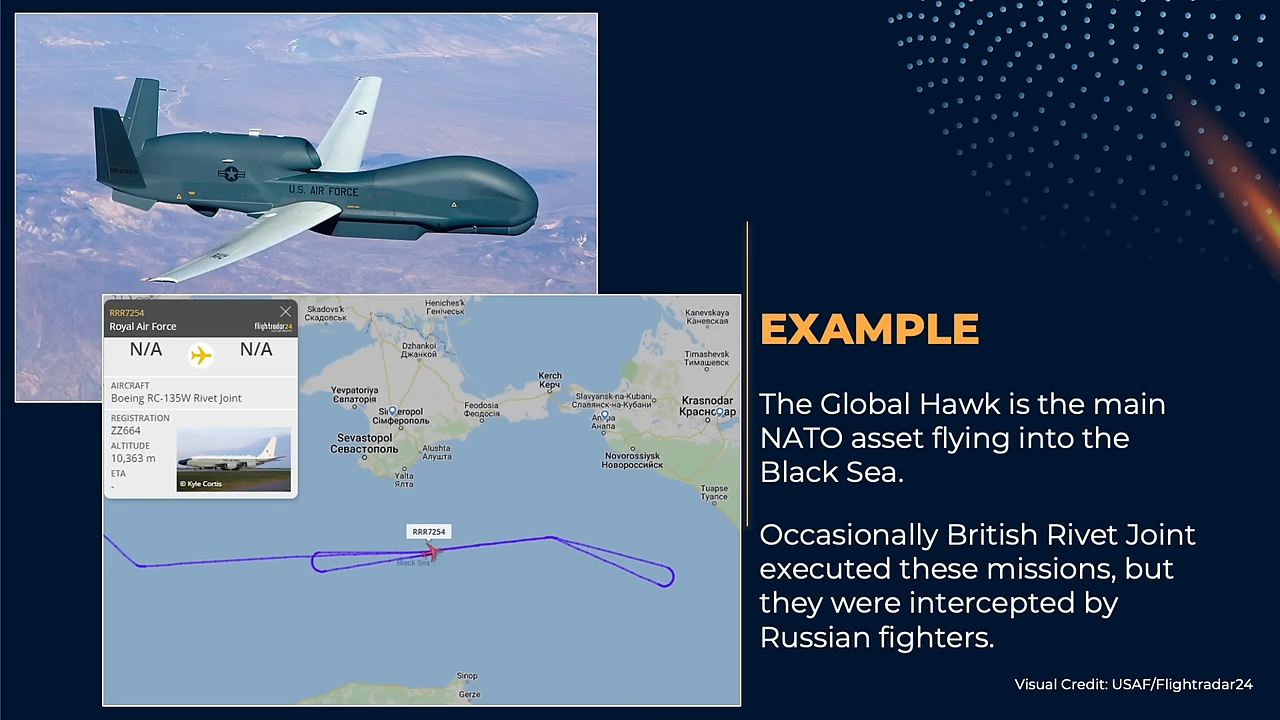 U.S. AIR FORCE
RRR7254
Royal Air Force
flightradar24
N/A
N/A
AIRCRAFT
Boeing RC-135W Rivet Joint
REGISTRATION
ZZ664
ALTITUDE
10,363 m
ETA
-
© Kyle Cortis
Skadovs'k
Скадовськ
Heniches'k
Генічеськ
Kanevskaya
Каневская
Dzhankoi
Джанкой
Timashevsk
Тимашевск
Kerch
Керч
Yevpatoriya
Євпаторія
Simferopol
Сімферополь
Feodosia
Феодосія
Slavyansk-na-Kubani
Славянск-на-Кубани
Anapa
Анапа
Krasnodar
Краснодар
Sevastopol
Севастополь
Alushta
Алушта
Novorossiysk
Новороссийск
Yalta
Ялта
Tuapse
Туапсе
RRR7254
Black Sea
Sinop
Gerze
EXAMPLE
The Global Hawk is the main
NATO asset flying into the
Black Sea.
Occasionally British Rivet Joint
executed these missions, but
they were intercepted by
Russian fighters.
Visual Credit: USAF/Flightradar24